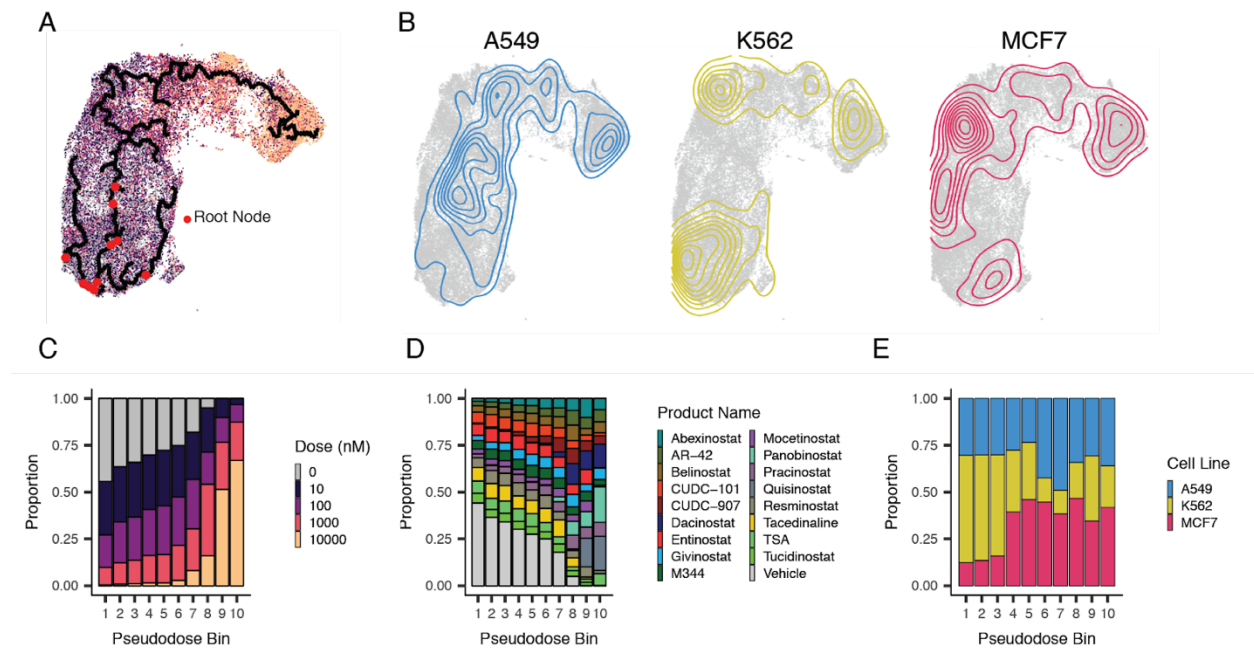 A
Root Node
B
A549
K562
MCF7
C
Proportion
1.00
0.75
0.50
0.25
0.00
1 2 3 4 5 6 7 8 9 10
Pseudodose Bin
Dose (nM)
0
10
100
1000
10000
D
Proportion
1.00
0.75
0.50
0.25
0.00
1 2 3 4 5 6 7 8 9 10
Pseudodose Bin
Product Name
Abexinostat
AR−42
Belinostat
CUDC−101
CUDC−907
Dacinostat
Entinostat
Givinostat
M344
Mocetinostat
Panobinostat
Pracinostat
Quisinostat
Resminostat
Tacedinaline
TSA
Tucidinostat
Vehicle
E
Proportion
1.00
0.75
0.50
0.25
0.00
1 2 3 4 5 6 7 8 9 10
Pseudodose Bin
Cell Line
A549
K562
MCF7